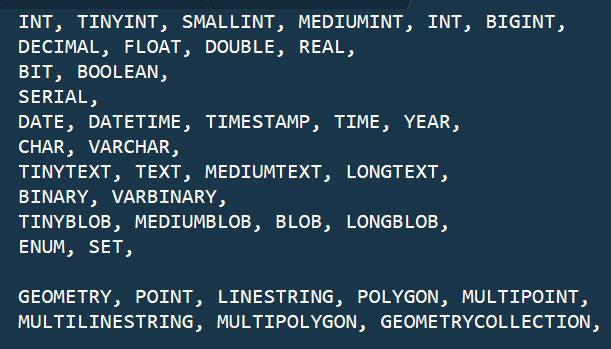 INT, TINYINT, SMALLINT, MEDIUMINT, INT, BIGINT,
DECIMAL, FLOAT, DOUBLE, REAL,
BIT, BOOLEAN,
SERIAL,
DATE, DATETIME, TIMESTAMP, TIME, YEAR,
CHAR, VARCHAR,
TINYTEXT, TEXT, MEDIUMTEXT, LONGTEXT,
BINARY, VARBINARY,
TINYBLOB, MEDIUMBLOB, BLOB, LONGBLOB,
ENUM, SET,
GEOMETRY, POINT, LINESTRING, POLYGON, MULTIPOINT,
MULTILINESTRING, MULTIPOLYGON, GEOMETRYCOLLECTION,